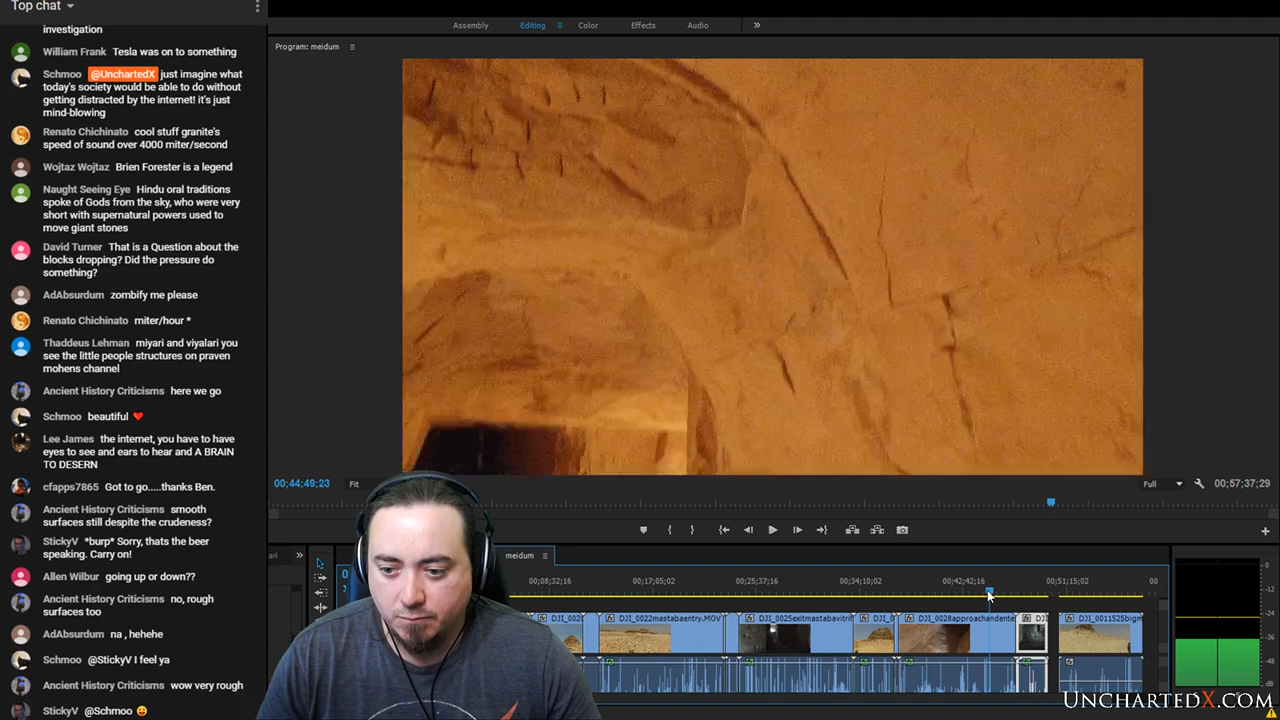 Top chat
investigation
William Frank Tesla was on to something
Schmoo @UnchartedX just imagine what
today's society would be able to do without
getting distracted by the internet! it's just
mind-blowing
Renato Chichinato cool stuff granite's
speed of sound over 4000 miter/second
Wojtaz Wojtaz Brien Forester is a legend
Naught Seeing Eye Hindu oral traditions
spoke of Gods from the sky, who were very
short with supernatural powers used to
move giant stones
David Turner That is a Question about the
blocks dropping? Did the pressure do
something?
AdAbsurdum zombify me please
Renato Chichinato miter/hour *
Thaddeus Lehman miyari and viyalari you
see the little people structures on praven
mohens channel
Ancient History Criticisms here we go
Schmoo beautiful ❤
Lee James the internet, you have to have
eyes to see and ears to hear and A BRAIN
TO DESERN
cfapps7865 Got to go.....thanks Ben.
Ancient History Criticisms smooth
surfaces still despite the crudeness?
StickyV *burp* Sorry, thats the beer
speaking. Carry on!
Allen Wilbur going up or down??
Ancient History Criticisms no, rough
surfaces too
AdAbsurdum na , hehehe
Schmoo @StickyV I feel ya
Ancient History Criticisms wow very rough
StickyV @Schmoo 😛
Assembly Editing Color Effects Audio
Program: meidum
00;44;49;23 Fit Full 00;57;37;29
meidum
00;08;32;16 00;17;05;02 00;25;37;16 00;34;10;02 00;42;42;16 00;51;15;02 00
DJI_0022mastabaentry.MOV DJI_0025exitmastabavitrif DJI_0028approachandente DJI DJI_0011525bigm
UnchartedX.com